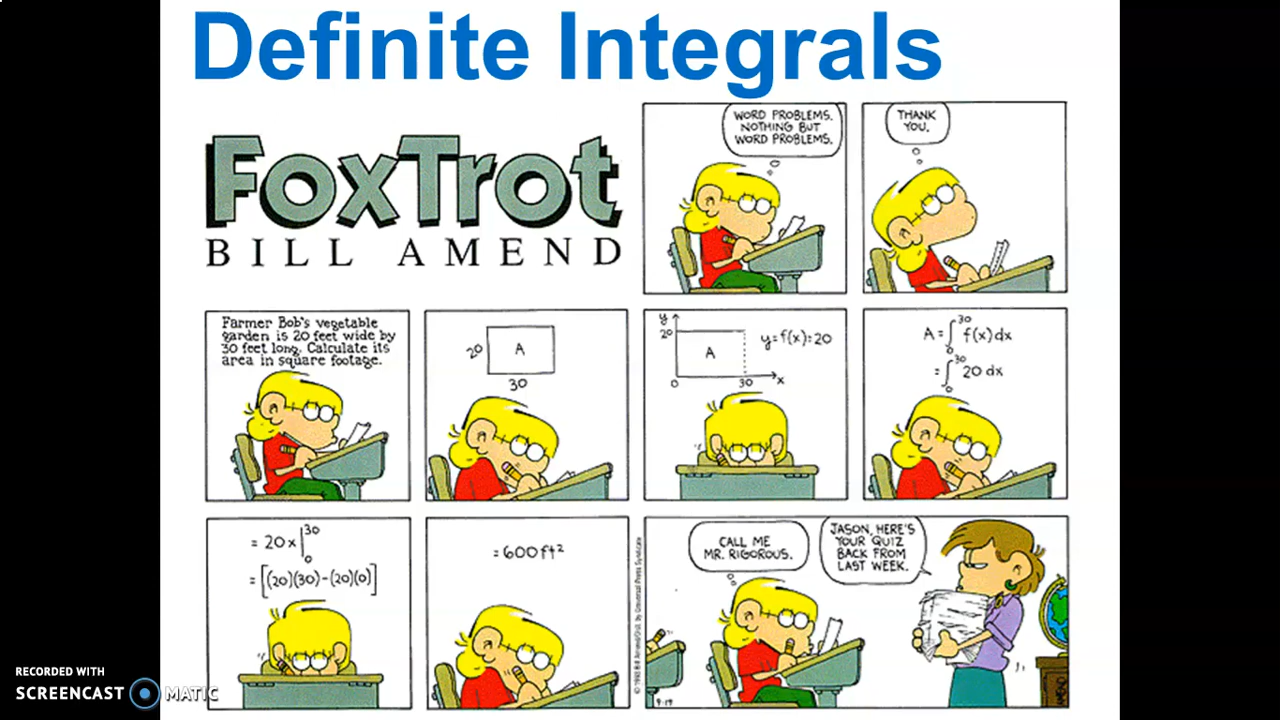 Definite Integrals
FoxTrot
BILL AMEND
WORD PROBLEMS.
NOTHING BUT
WORD PROBLEMS.
THANK
YOU.
Farmer Bob's vegetable
garden is 20 feet wide by
30 feet long. Calculate its
area in square footage.
20
A
30
y
20
A
y=f(x)=20
0
30
x
A=∫₀³⁰ f(x)dx
=∫₀³⁰ 20 dx
= 20x|₀³⁰
=[(20)(30)-(20)(0)]
=600ft²
CALL ME
MR. RIGOROUS.
JASON, HERE'S
YOUR QUIZ
BACK FROM
LAST WEEK.
9-19
RECORDED WITH
SCREENCAST MATIC